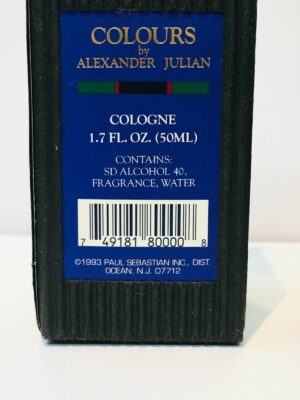 COLOURS
by
ALEXANDER JULIAN
COLOGNE
1.7 FL. OZ. (50ML)
CONTAINS:
SD ALCOHOL 40,
FRAGRANCE, WATER
7 49181 80000 8
©1993 PAUL SEBASTIAN INC., DIST.
OCEAN, N.J. 07712